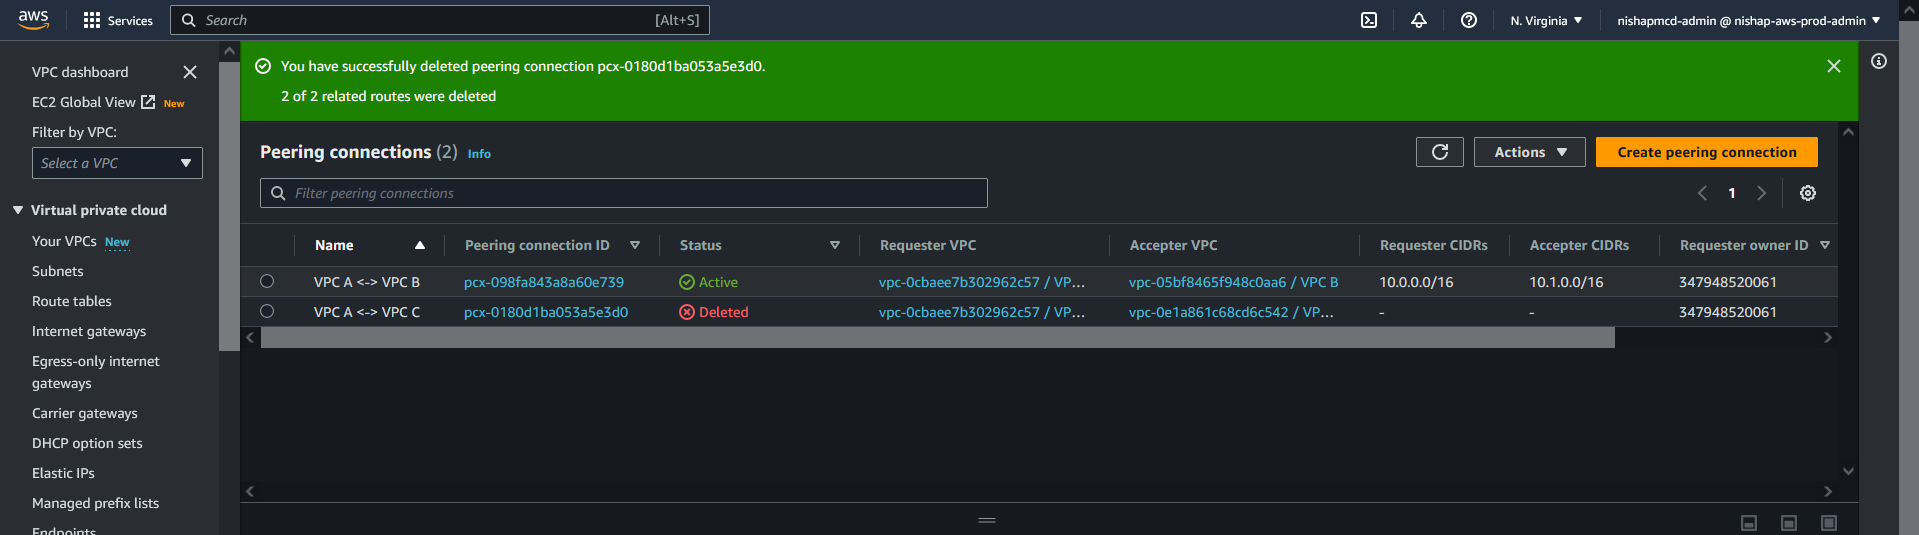 aws Services Search [Alt+S] N. Virginia nishapmcd-admin @ nishap-aws-prod-admin
VPC dashboard
EC2 Global View New
Filter by VPC:
Select a VPC
Virtual private cloud
Your VPCs New
Subnets
Route tables
Internet gateways
Egress-only internet
gateways
Carrier gateways
DHCP option sets
Elastic IPs
Managed prefix lists
Endpoints
You have successfully deleted peering connection pcx-0180d1ba053a5e3d0.
2 of 2 related routes were deleted
Peering connections (2) Info Actions Create peering connection
Filter peering connections 1
Name Peering connection ID Status Requester VPC Accepter VPC Requester CIDRs Accepter CIDRs Requester owner ID
VPC A <-> VPC B pcx-098fa843a8a60e739 Active vpc-0cbaee7b302962c57 / VP... vpc-05bf8465f948c0aa6 / VPC B 10.0.0.0/16 10.1.0.0/16 347948520061
VPC A <-> VPC C pcx-0180d1ba053a5e3d0 Deleted vpc-0cbaee7b302962c57 / VP... vpc-0e1a861c68cd6c542 / VP... - - 347948520061